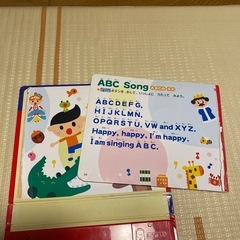 ABC Song
ABCDEFG,
HIJKLMN,
OPQRSTU, VW and XYZ.
Happy, happy, I'm happy.
I am singing ABC.